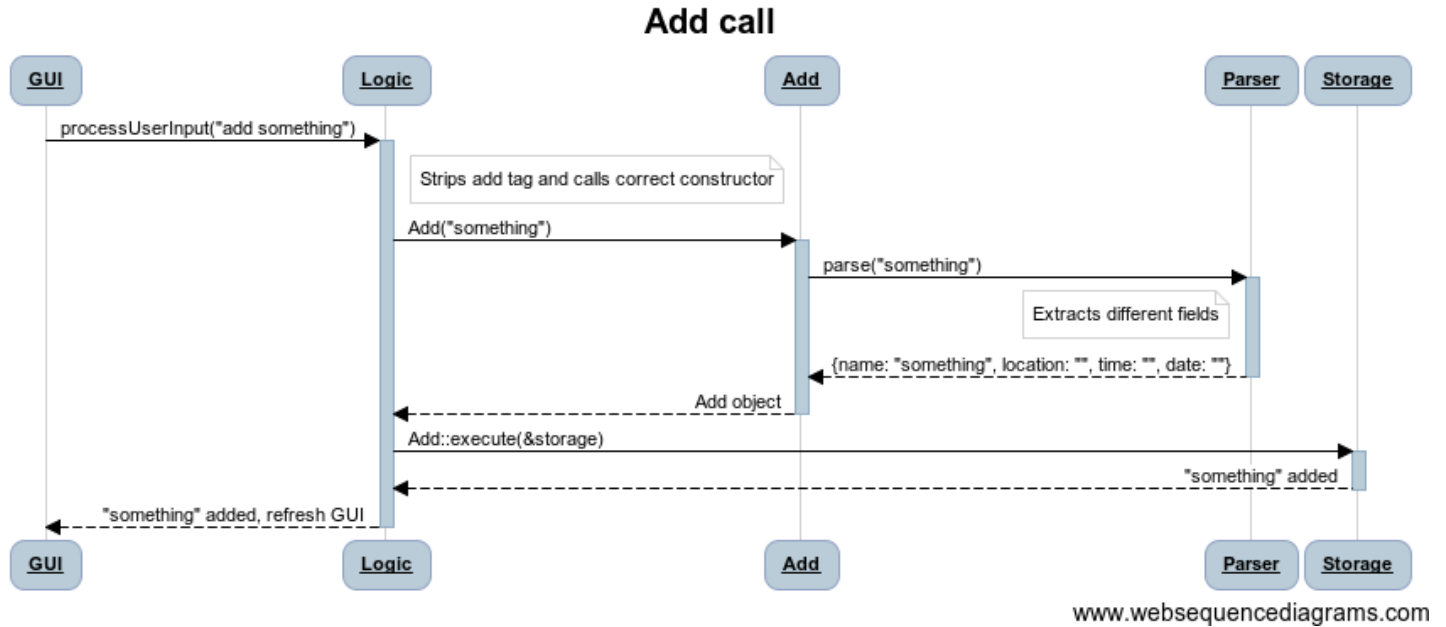 Add call
GUI
Logic
Add
Parser
Storage
processUserInput("add something")
Strips add tag and calls correct constructor
Add("something")
parse("something")
Extracts different fields
{name: "something", location: "", time: "", date: ""}
Add object
Add::execute(&storage)
"something" added
"something" added, refresh GUI
GUI
Logic
Add
Parser
Storage
www.websequencediagrams.com